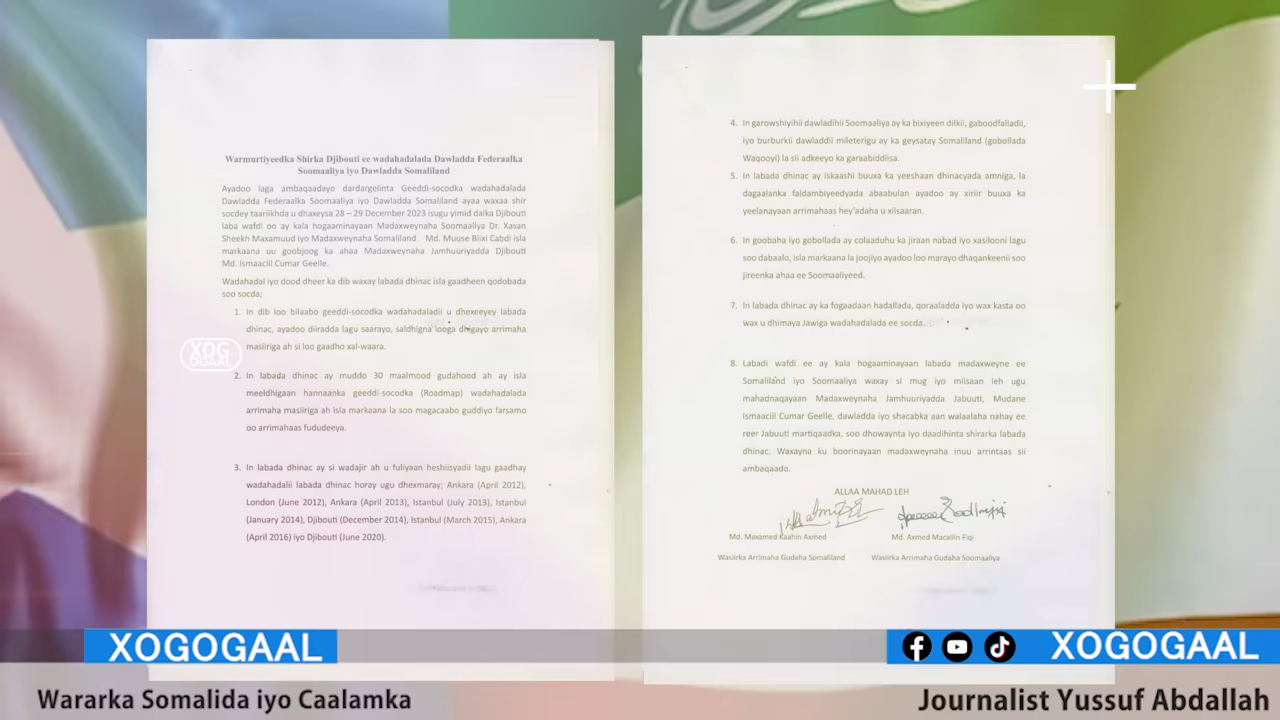 Warmurtiyeedka Shirka Djibouti ee wadahadalada Dawladda Federaalka
Soomaaliya iyo Dawladda Somaliland
Ayadoo laga ambaqaadayo dardargelinta Geeddi-socodka wadahadalada
Dawladda Federaalka Soomaaliya iyo Dawladda Somaliland ayaa waxaa shir
socdey taariikhda u dhaxeysa 28 – 29 December 2023 isugu yimid dalka Djibouti
laba wafdi oo ay kala hogaaminayaan Madaxweynaha Soomaaliya Dr. Xasan
Sheekh Maxamuud iyo Madaxweynaha Somaliland Md. Muuse Biixi Cabdi isla
markaana uu goobjoog ka ahaa Madaxweynaha Jamhuuriyadda Djibouti
Md. Ismaaciil Cumar Geelle.
Wadahadal iyo dood dheer ka dib waxay labada dhinac isla gaadheen qodobada
soo socda;
1. In dib loo bilaabo geeddi-socodka wadahadaladii u dhexeeyey labada
dhinac, ayadoo diiradda lagu saarayo, saldhigna looga dhigayo arrimaha
masiiriga ah si loo gaadho xal-waara.
2. In labada dhinac ay muddo 30 maalmood gudahood ah ay isla
meeldhigaan hannaanka geeddi-socodka (Roadmap) wadahadalada
arrimaha masiiriga ah isla markaana la soo magacaabo guddiyo farsamo
oo arrimahaas fududeeya.
3. In labada dhinac ay si wadajir ah u fuliyaan heshiisyadii lagu gaadhay
wadahadalii labada dhinac horay ugu dhexmaray; Ankara (April 2012),
London (June 2012), Ankara (April 2013), Istanbul (July 2013), Istanbul
(January 2014), Djibouti (December 2014), Istanbul (March 2015), Ankara
(April 2016) iyo Djibouti (June 2020).
4. In garowshiyihii dawladihii Soomaaliya ay ka bixiyeen dilkii, gaboodfalladii,
iyo burburkii dawladdii mileterigu ay ka geysatay Somaliland (gobollada
Waqooyi) la sii adkeeyo ka garaabiddiisa.
5. In labada dhinac ay iskaashi buuxa ka yeeshaan dhinacyada amniga, la
dagaalanka faldambiyeedyada abaabulan ayadoo ay xiriir buuxa ka
yeelanayaan arrimahaas hey'adaha u xilsaaran.
6. In goobaha iyo gobollada ay colaaduhu ka jiraan nabad iyo xasilooni lagu
soo dabaalo, isla markaana la joojiyo ayadoo loo marayo dhaqankeenii soo
jireenka ahaa ee Soomaaliyeed.
7. In labada dhinac ay ka fogaadaan hadallada, qoraaladda iyo wax kasta oo
wax u dhimaya Jawiga wadahadalada ee socda.
8. Labadi wafdi ee ay kala hogaaminayaan labada madaxweyne ee
Somaliland iyo Soomaaliya waxay si mug iyo miisaan leh ugu
mahadnaqayaan Madaxweynaha Jamhuuriyadda Jabuuti, Mudane
Ismaaciil Cumar Geelle, dawladda iyo shacabka aan walaalaha nahay ee
reer Jabuuti martiqaadka, soo dhowaynta iyo daadihinta shirarka labada
dhinac. Waxayna ku boorinayaan madaxweynaha inuu arrintaas sii
ambaqaado.
ALLAA MAHAD LEH
Md. Maxamed Kaahin Axmed Md. Axmed Macallin Fiqi
Wasiirka Arrimaha Gudaha Somaliland Wasiirka Arrimaha Gudaha Soomaaliya
XOG
OGAAL
XOGOGAAL
XOGOGAAL
Wararka Somalida iyo Caalamka
Journalist Yussuf Abdallah